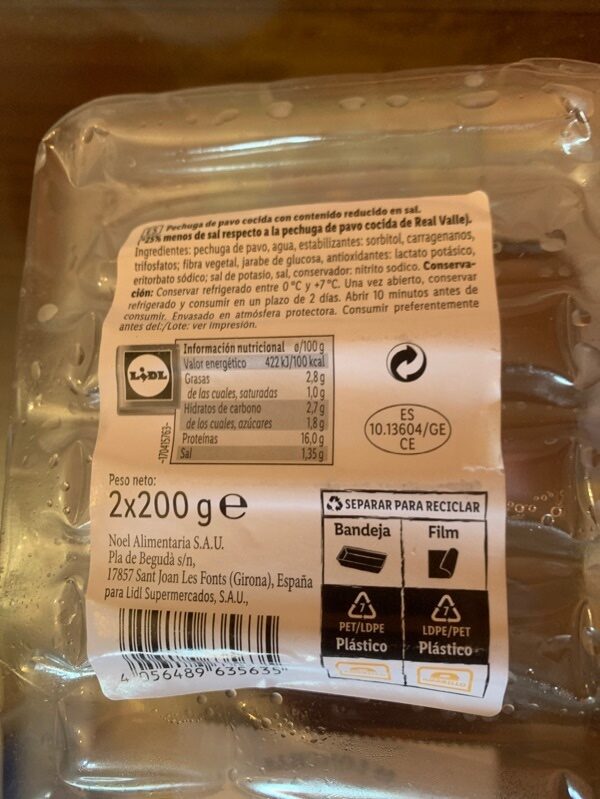 ES Pechuga de pavo cocida con contenido reducido en sal.
(-25% menos de sal respecto a la pechuga de pavo cocida de Real Valle).
Ingredientes: pechuga de pavo, agua, estabilizantes: sorbitol, carragenanos,
trifosfatos; fibra vegetal, jarabe de glucosa, antioxidantes: lactato potásico,
eritorbato sódico; sal de potasio, sal, conservador: nitrito sodico. Conserva-
ción: Conservar refrigerado entre 0 °C y +7 °C. Una vez abierto, conservar
refrigerado y consumir en un plazo de 2 días. Abrir 10 minutos antes de
consumir. Envasado en atmósfera protectora. Consumir preferentemente
antes del:/Lote: ver impresión.
LIDL
Información nutricional ø/100 g
Valor energético 422 kJ/100 kcal
Grasas 2,8 g
de las cuales, saturadas 1,0 g
Hidratos de carbono 2,7 g
de los cuales, azúcares 1,8 g
Proteínas 16,0 g
Sal 1,35 g
-170415763-
ES
10.13604/GE
CE
Peso neto:
2x200 g e
Noel Alimentaria S.A.U.
Pla de Begudà s/n,
17857 Sant Joan Les Fonts (Girona), España
para Lidl Supermercados, S.A.U.,
4 056489 635635
SEPARAR PARA RECICLAR
Bandeja Film
7 7
PET/LDPE LDPE/PET
Plástico Plástico